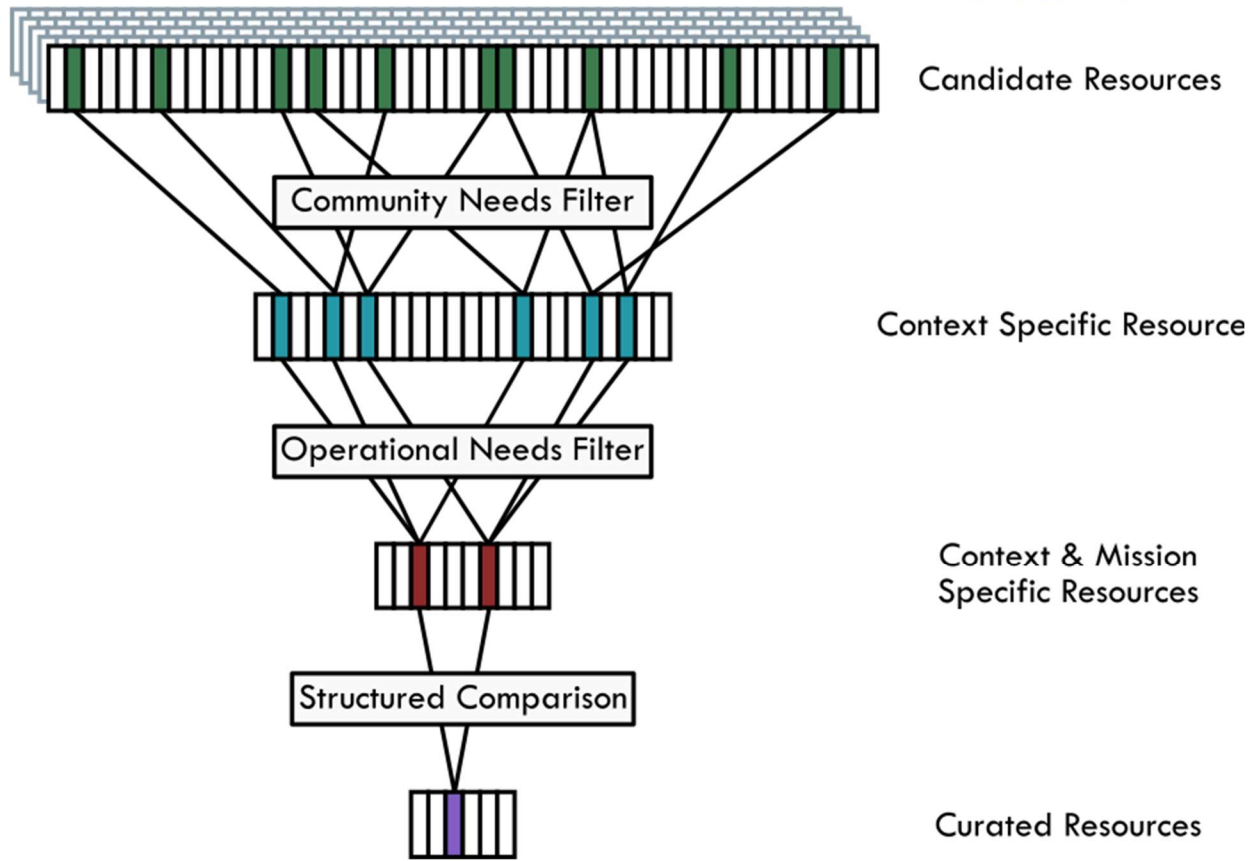 Candidate Resources
Community Needs Filter
Context Specific Resource
Operational Needs Filter
Context & Mission
Specific Resources
Structured Comparison
Curated Resources